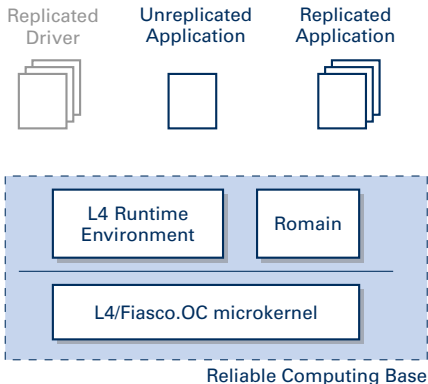 Replicated
Driver
Unreplicated
Application
Replicated
Application
L4 Runtime
Environment
Romain
L4/Fiasco.OC microkernel
Reliable Computing Base